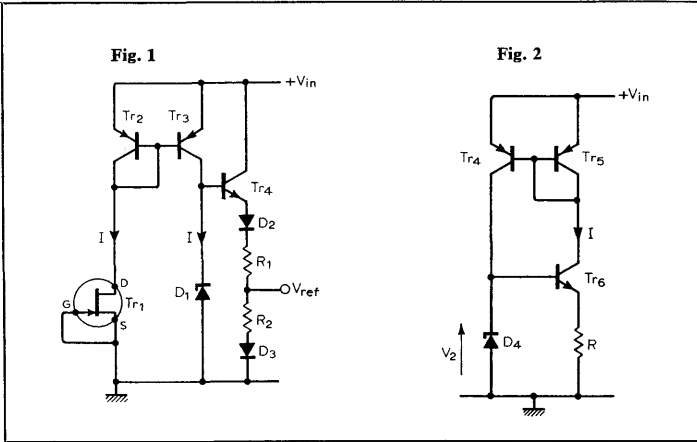 Fig. 1
+Vin
Tr2
Tr3
Tr4
D2
I
I
R1
D
G
Tr1
S
D1
Vref
R2
D3
Fig. 2
+Vin
Tr4
Tr5
I
Tr6
V2
D4
R